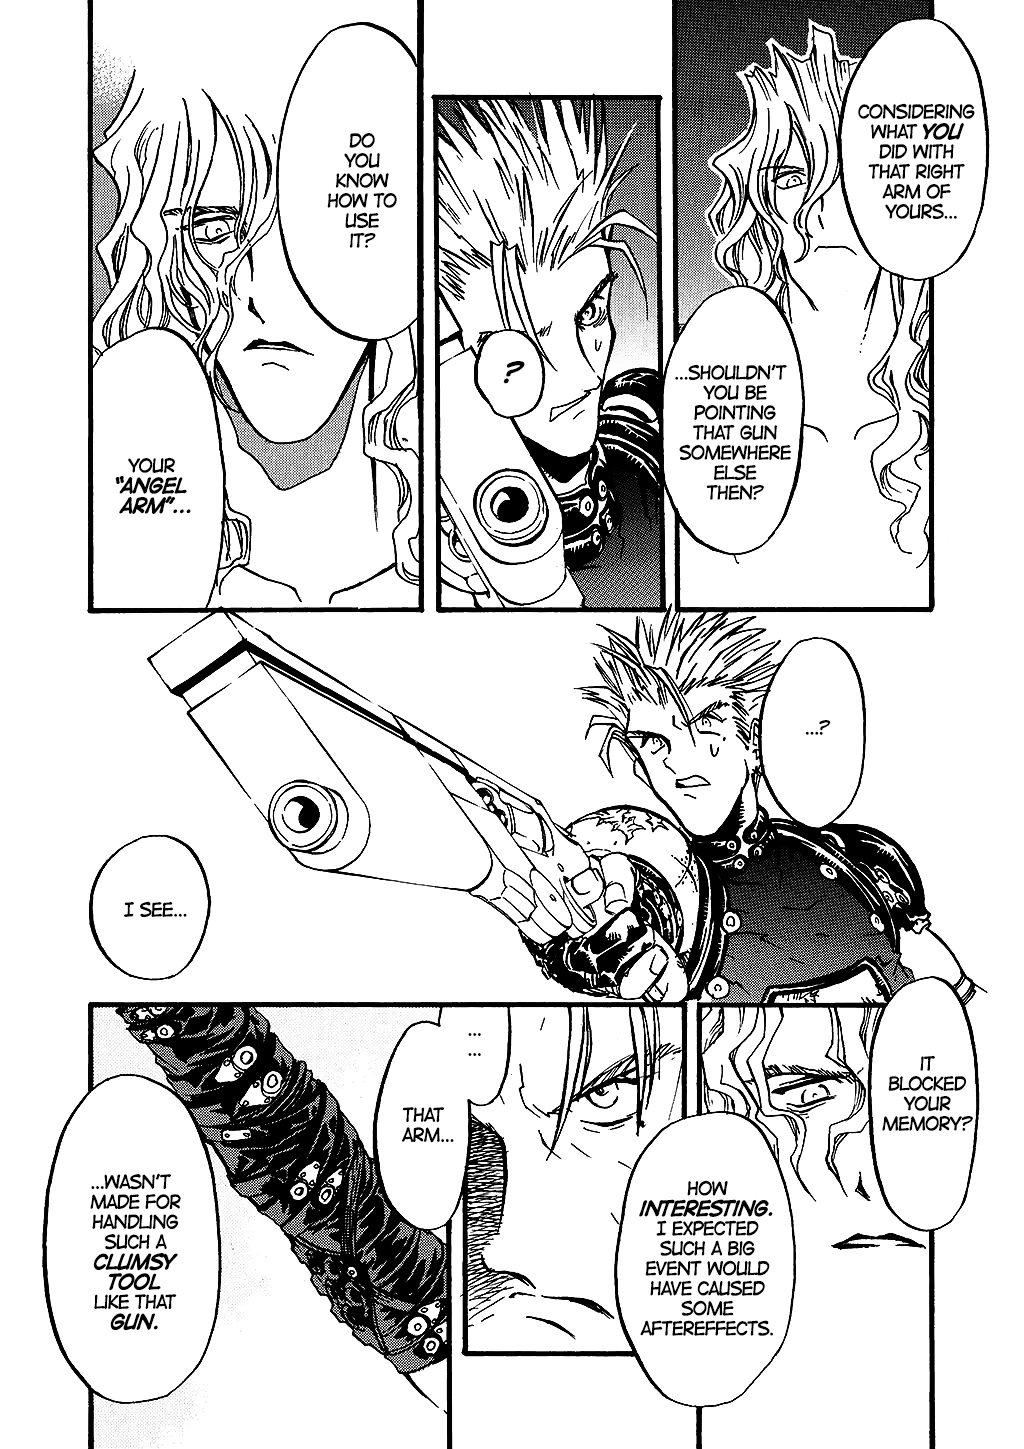 CONSIDERING
WHAT YOU
DID WITH
THAT RIGHT
ARM OF
YOURS...
...SHOULDN'T
YOU BE
POINTING
THAT GUN
SOMEWHERE
ELSE
THEN?
?
DO
YOU
KNOW
HOW TO
USE
IT?
YOUR
"ANGEL
ARM"...
...?
I SEE...
IT
BLOCKED
YOUR
MEMORY?
HOW
INTERESTING.
I EXPECTED
SUCH A BIG
EVENT WOULD
HAVE CAUSED
SOME
AFTEREFFECTS.
...
...
THAT
ARM...
...WASN'T
MADE FOR
HANDLING
SUCH A
CLUMSY
TOOL
LIKE THAT
GUN.